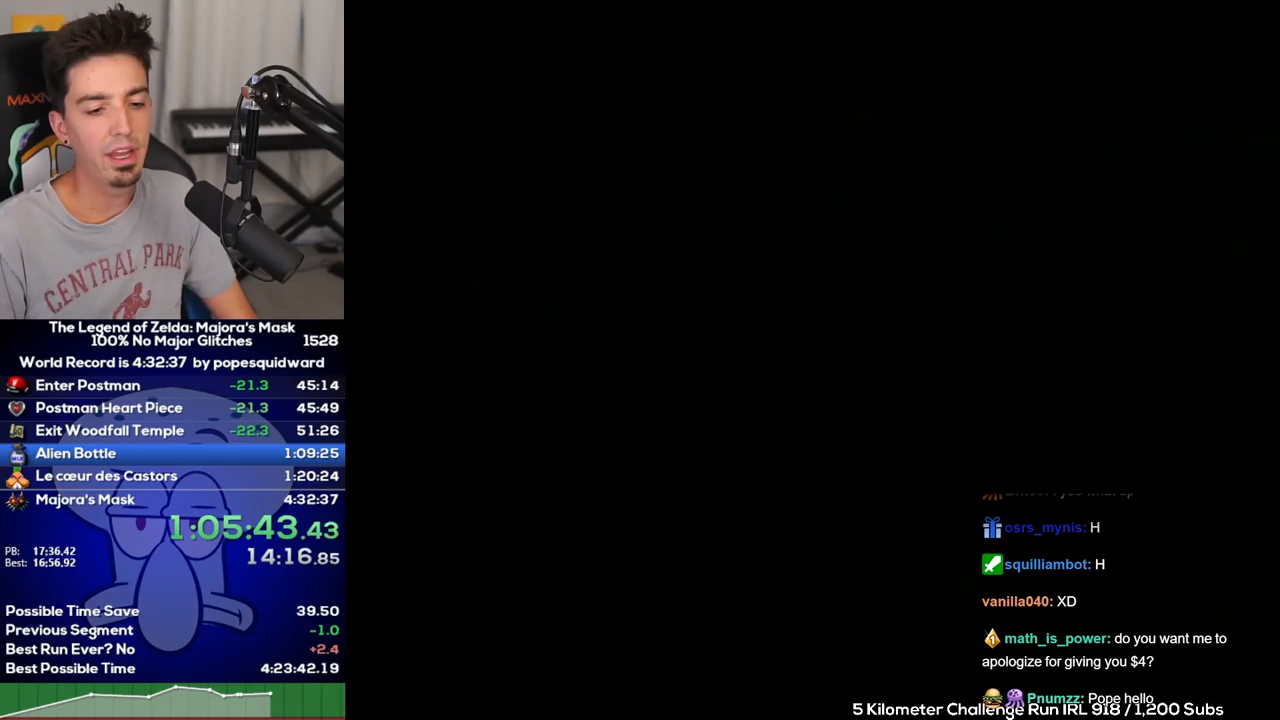 MAXN
CENTRAL PARK
The Legend of Zelda: Majora's Mask
100% No Major Glitches 1528
World Record is 4:32:37 by popesquidward
Enter Postman -21.3 45:14
Postman Heart Piece -21.3 45:49
Exit Woodfall Temple -22.3 51:26
Alien Bottle 1:09:25
Le cœur des Castors 1:20:24
Majora's Mask 4:32:37
1:05:43.43
PB: 17:36.42
14:16.85
Best: 16:56.92
Possible Time Save 39.50
Previous Segment -1.0
Best Run Ever? No +2.4
Best Possible Time 4:23:42.19
osrs_mynis: H
squilliambot: H
vanilla040: XD
math_is_power: do you want me to
apologize for giving you $4?
Pnumzz: Pope hello
5 Kilometer Challenge Run IRL 918 / 1,200 Subs